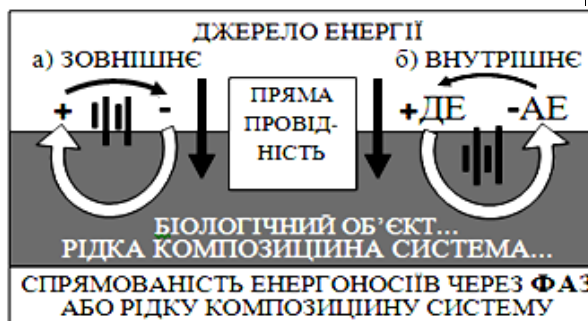 ДЖЕРЕЛО ЕНЕРГІЇ
а) ЗОВНІШНЄ
б) ВНУТРІШНЄ
+ -
ПРЯМА
ПРОВІД-
НІСТЬ
+ДЕ -АЕ
БІОЛОГІЧНИЙ ОБ’ЄКТ...
РІДКА КОМПОЗИЦІЙНА СИСТЕМА...
СПРЯМОВАНІСТЬ ЕНЕРГОНОСІЇВ ЧЕРЕЗ ФАЗ
АБО РІДКУ КОМПОЗИЦІЙНУ СИСТЕМУ